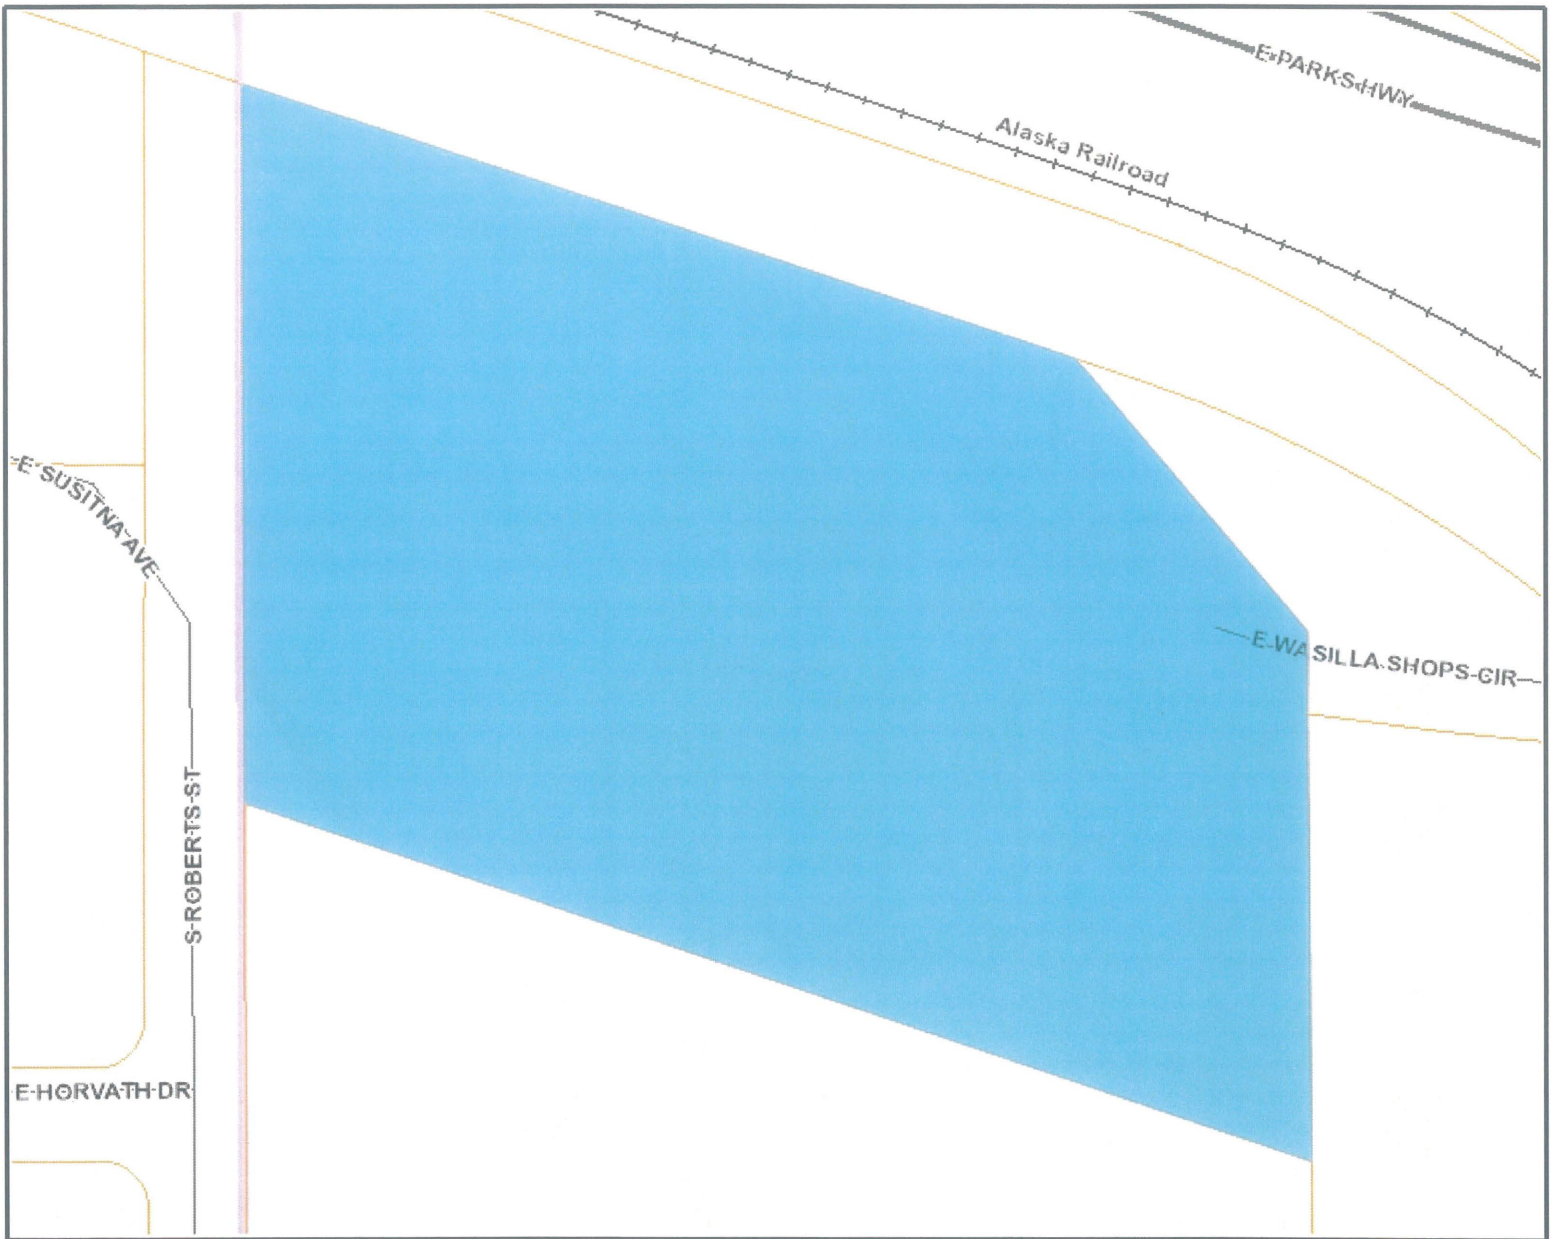 E PARKS HWY
Alaska Railroad
E SUSITNA AVE
E WASILLA SHOPS CIR
S ROBERTS ST
E HORVATH DR